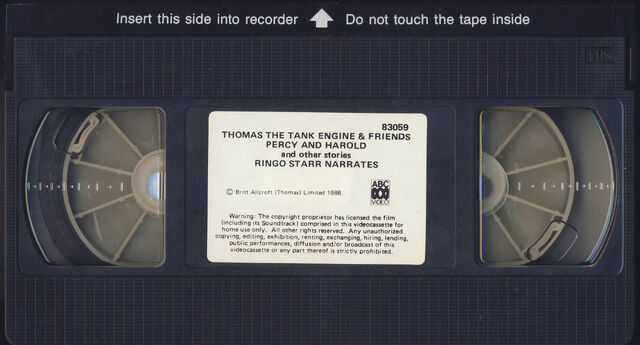 Insert this side into recorder Do not touch the tape inside
VHS
83059
THOMAS THE TANK ENGINE & FRIENDS
PERCY AND HAROLD
and other stories
RINGO STARR NARRATES
© Britt Allcroft (Thomas) Limited 1986.
ABC
VIDEO
Warning: The copyright proprietor has licensed the film
(including its Soundtrack) comprised in this videocassette for
home use only. All other rights reserved. Any unauthorized
copying, editing, exhibition, renting, exchanging, hiring, lending,
public performances, diffusion and/or broadcast of this
videocassette or any part thereof is strictly prohibited.